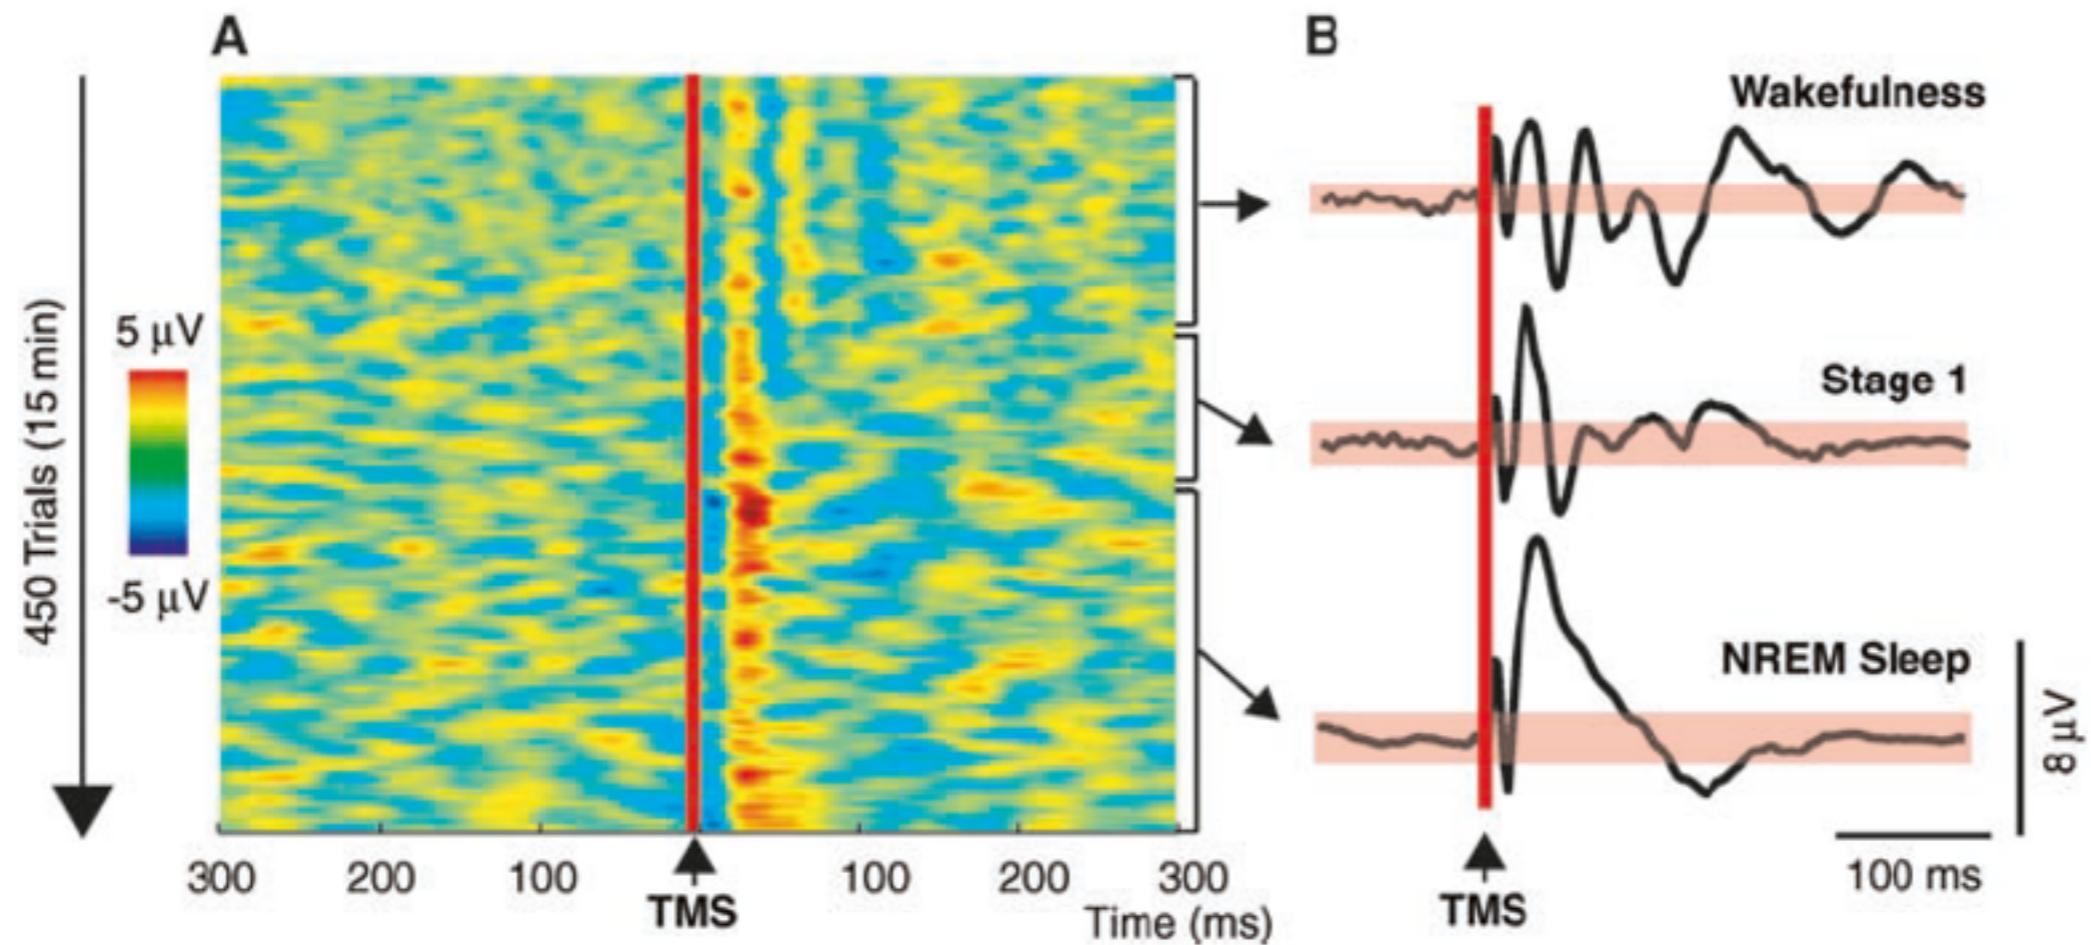 A
B
Wakefulness
450 Trials (15 min)
5 µV
-5 µV
Stage 1
NREM Sleep
8 µV
300 200 100 100 200 300
100 ms
TMS
Time (ms)
TMS